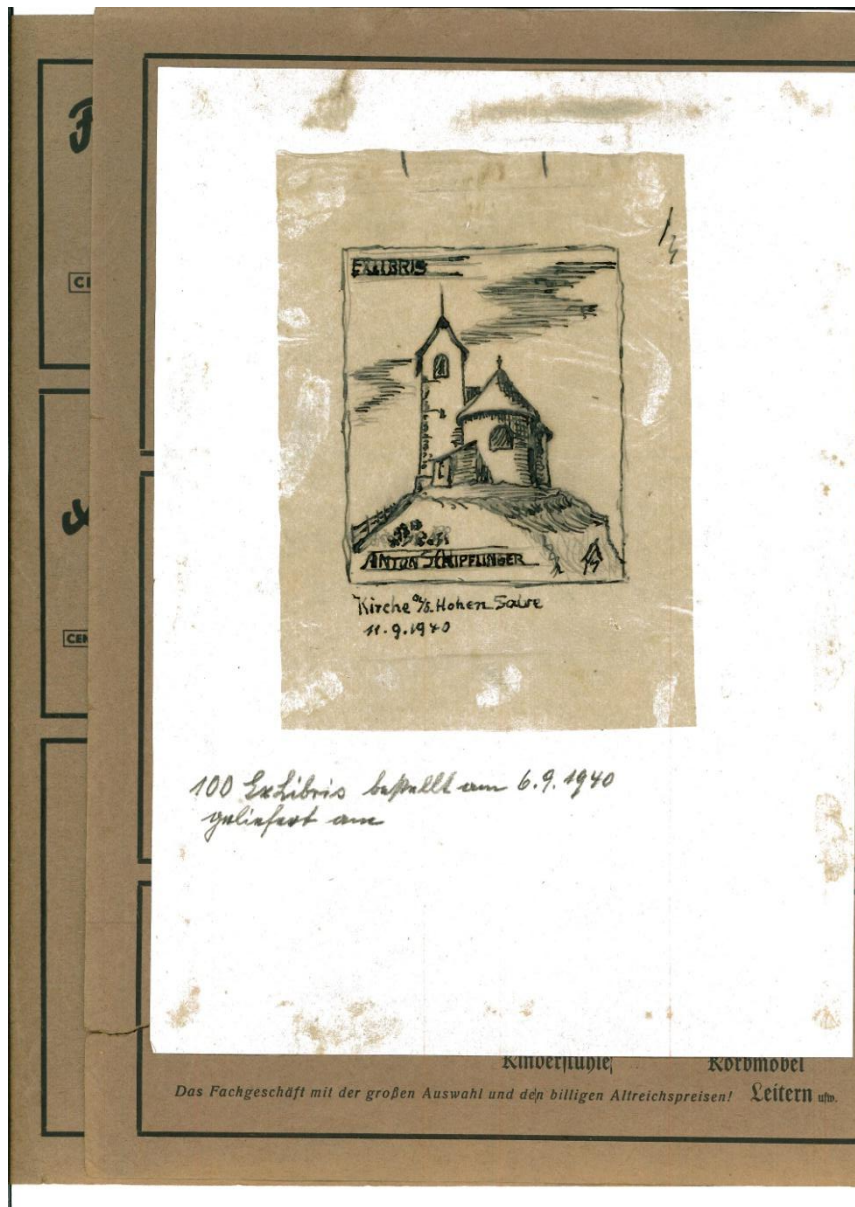 EXLIBRIS
ANTON SCHIPFLINGER
Kirche a/d. Hohen Salve
11.9.1940
100 ExLibris bestellt am 6.9.1940
geliefert am
Kinderstühle, Korbmöbel
Das Fachgeschäft mit der großen Auswahl und den billigen Altreichspreisen! Leitern usw.